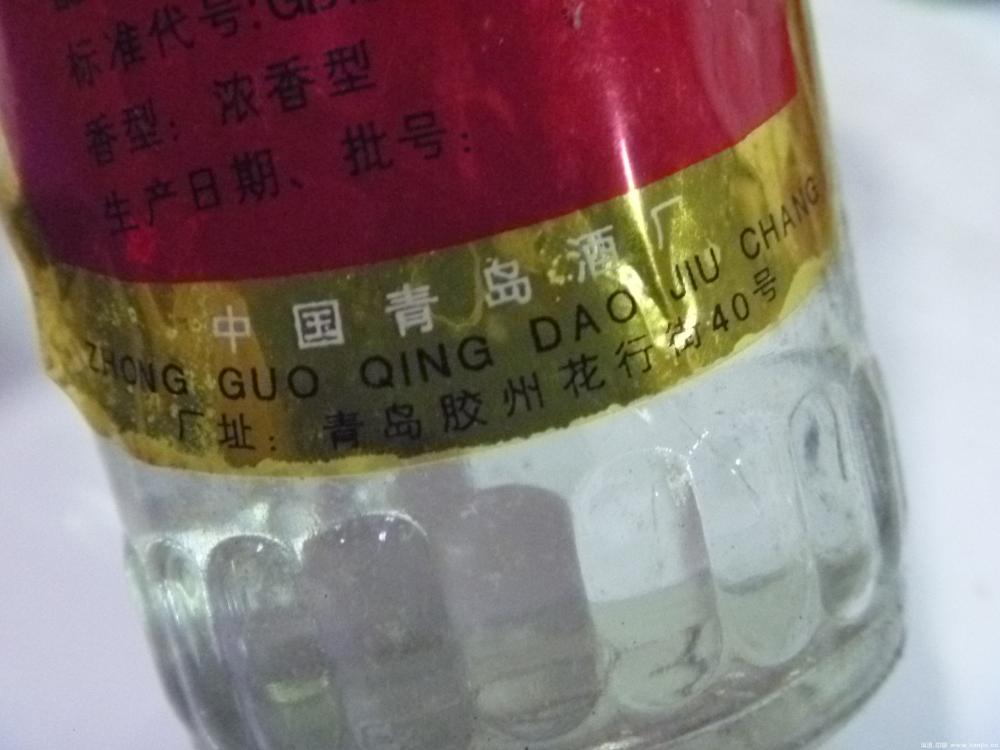 标准代号:GB
香型：浓香型
生产日期、批号：
中国青岛酒厂
ZHONG GUO QING DAO JIU CHANG
厂址：青岛胶州花行街40号